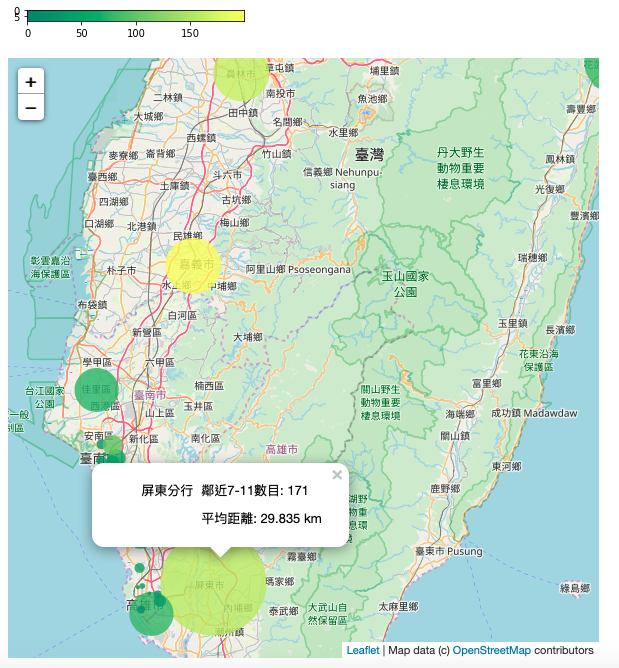 0
5
0 50 100 150
+
−
員林市
草屯鎮
埔里鎮
二林鎮
南投市
魚池鄉
大城鄉
田中鎮
名間鄉
壽豐鄉
西螺鎮
水里鄉
麥寮鄉
崙背鄉
竹山鎮
臺灣
丹大野生
動物重要
棲息環境
鳳林鎮
臺西鄉
斗六市
信義鄉 Nehunpu-
siang
土庫鎮
光復鄉
四湖鄉
古坑鄉
口湖鄉
北港鎮
梅山鄉
豐濱鄉
民雄鄉
彰雲嘉沿
海保護區
朴子市
嘉義市
阿里山鄉 Psoseongana
瑞穗鄉
玉山國家
公園
中埔鄉
布袋鎮
白河區
新營區
大埔鄉
玉里鎮
長濱鄉
學甲區
六甲區
花東沿海
保護區
台江國家
公園
佳里區
臺南市
楠西區
關山野生
動物重要
棲息環境
富里鄉
西港區
山上區
玉井區
海端鄉
成功鎮 Madawdaw
安南區
新化區
南化區
關山鎮
高雄市
東河鄉
屏東分行 鄰近7-11數目: 171
平均距離: 29.835 km
×
鹿野鄉
霧臺鄉
臺東市 Pusung
屏東市
瑪家鄉
綠島鄉
高雄市
內埔鄉
泰武鄉
大武山自
然保留區
太麻里鄉
潮州鎮
Leaflet | Map data (c) OpenStreetMap contributors